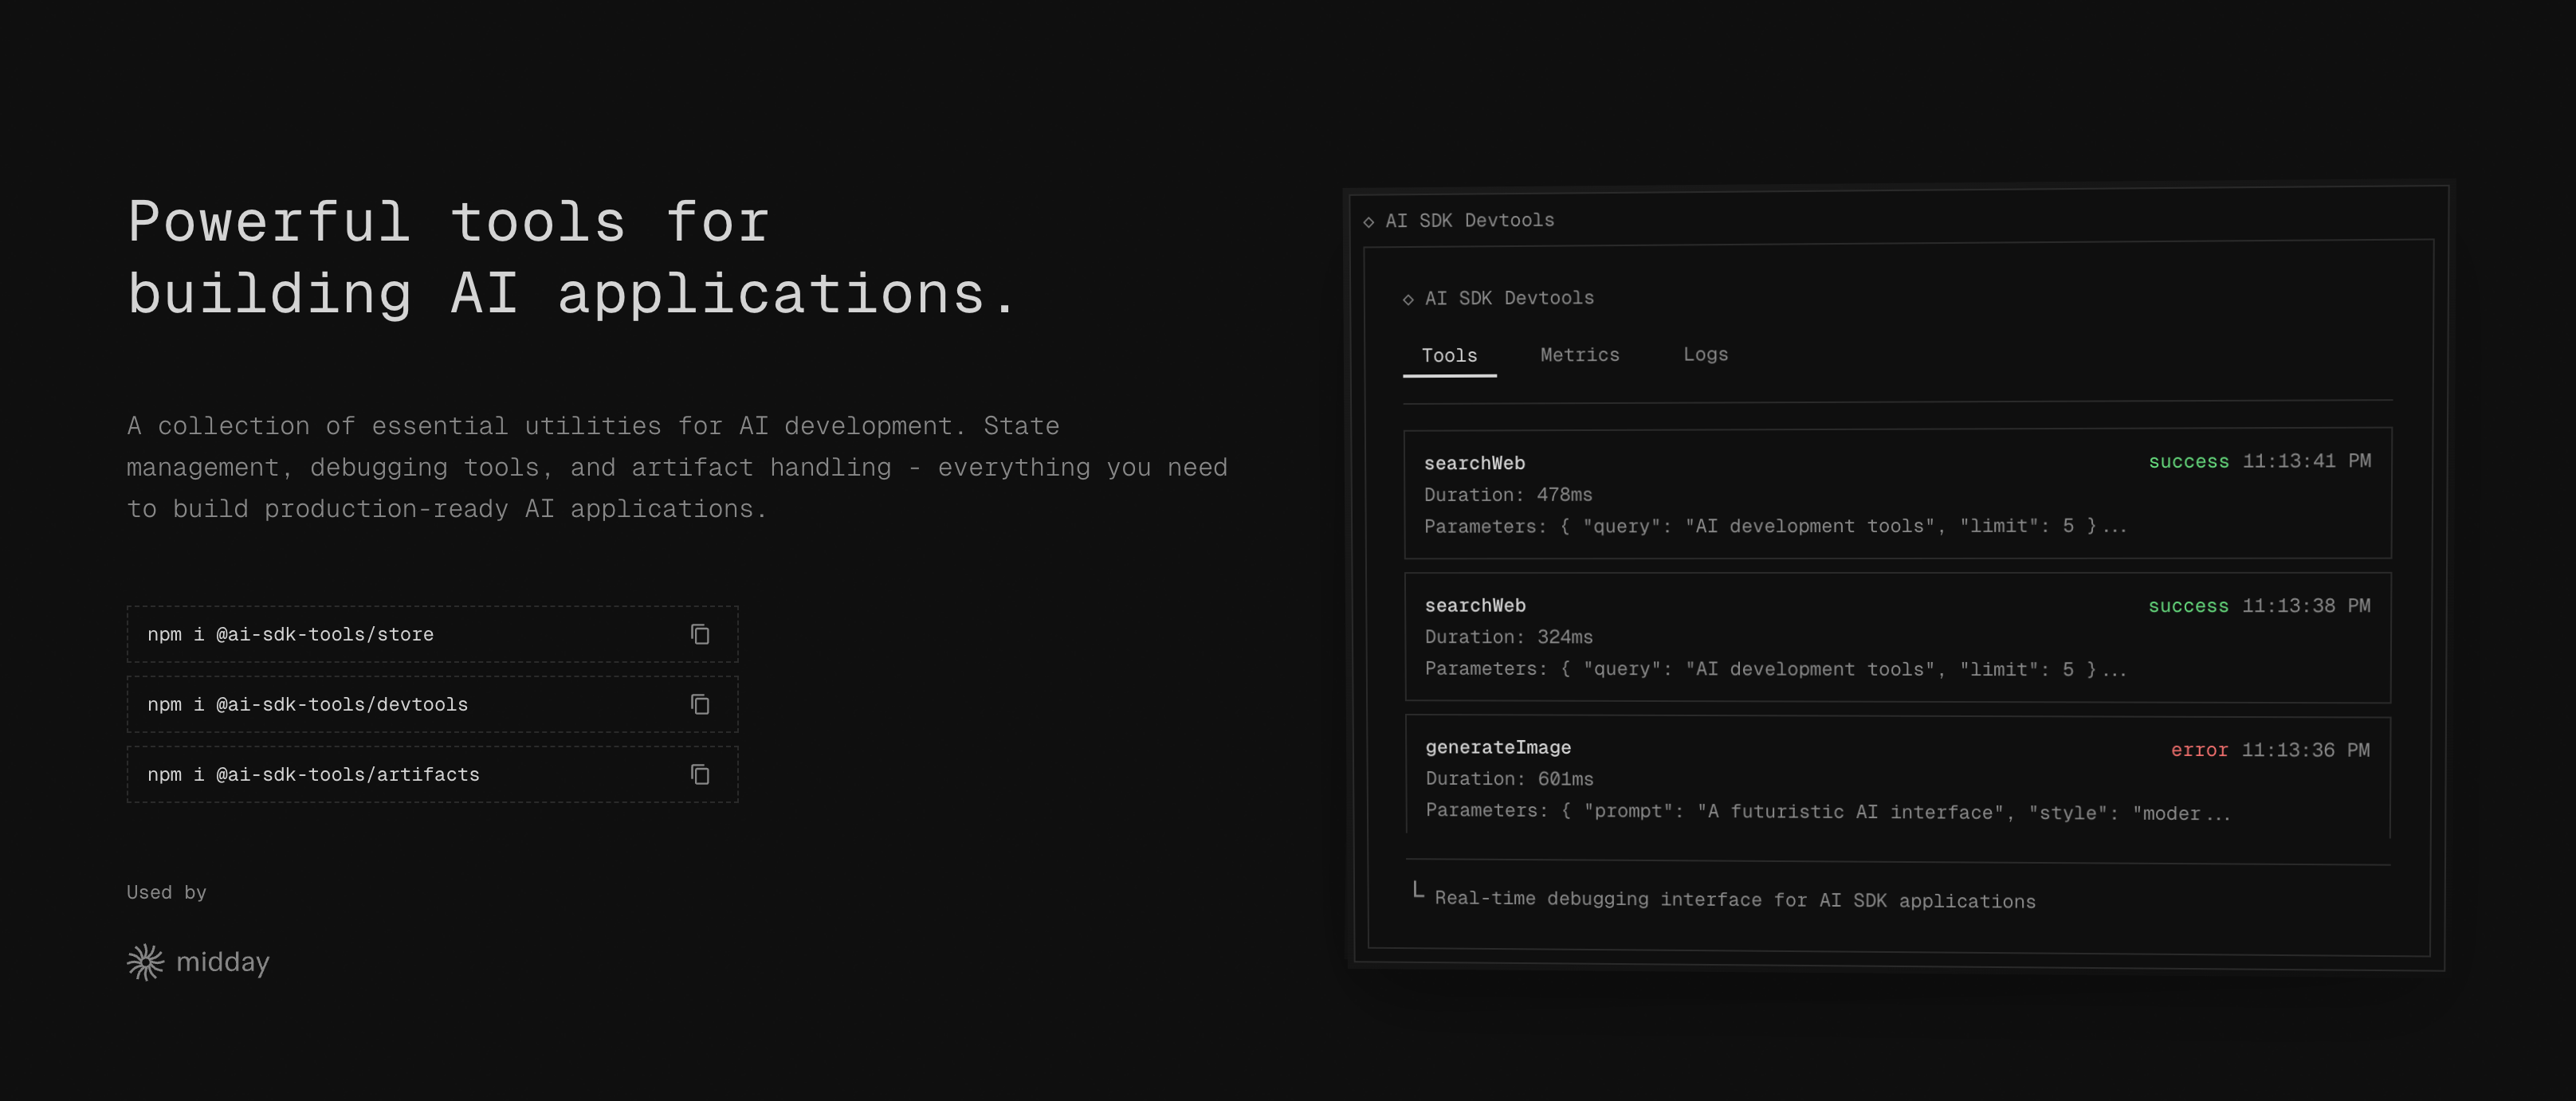 Powerful tools for
building AI applications.
A collection of essential utilities for AI development. State
management, debugging tools, and artifact handling - everything you need
to build production-ready AI applications.
npm i @ai-sdk-tools/store
npm i @ai-sdk-tools/devtools
npm i @ai-sdk-tools/artifacts
Used by
midday
◇ AI SDK Devtools
◇ AI SDK Devtools
Tools Metrics Logs
searchWeb success 11:13:41 PM
Duration: 478ms
Parameters: { "query": "AI development tools", "limit": 5 }...
searchWeb success 11:13:38 PM
Duration: 324ms
Parameters: { "query": "AI development tools", "limit": 5 }...
generateImage error 11:13:36 PM
Duration: 601ms
Parameters: { "prompt": "A futuristic AI interface", "style": "moder...
└ Real-time debugging interface for AI SDK applications